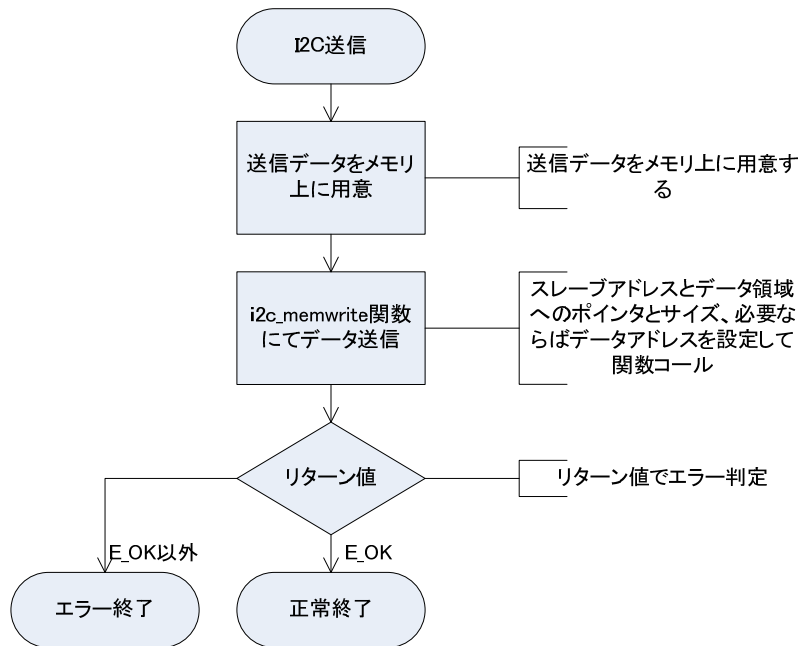 I2C送信
送信データをメモリ
上に用意
送信データをメモリ上に用意す
る
i2c_memwrite関数
にてデータ送信
スレーブアドレスとデータ領域
へのポインタとサイズ、必要な
らばデータアドレスを設定して
関数コール
リターン値
リターン値でエラー判定
E_OK以外
E_OK
エラー終了
正常終了